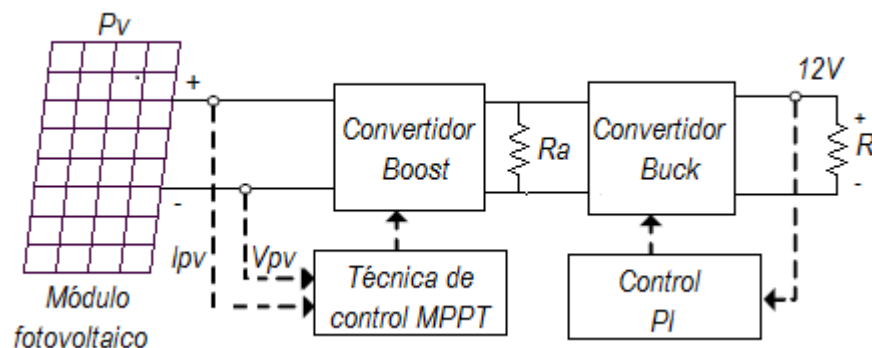 Pv
12V
+
Convertidor
Boost
Ra
Convertidor
Buck
+
R
-
-
Ipv
Vpv
Técnica de
control MPPT
Control
PI
Módulo
fotovoltaico